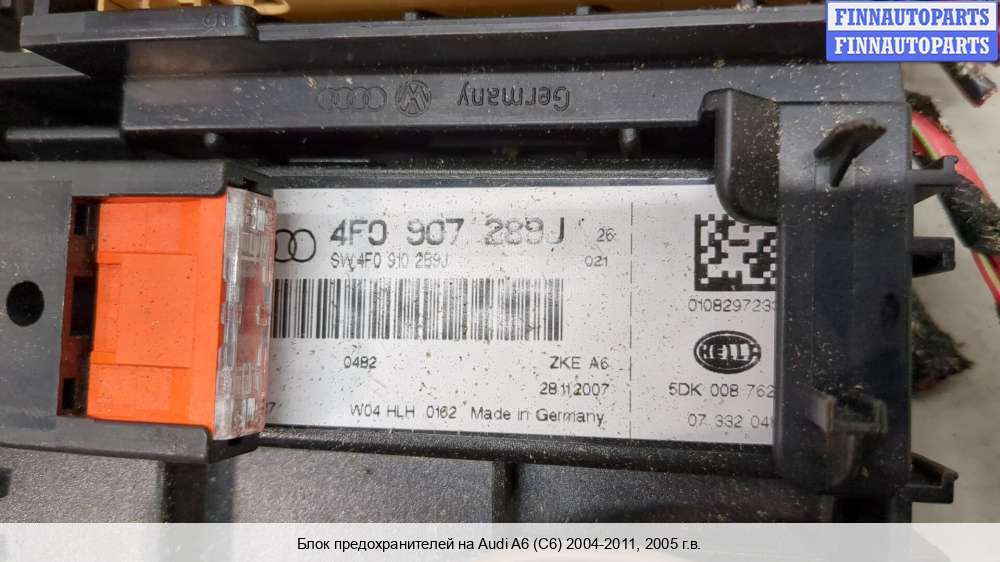 FINNAUTOPARTS
FINNAUTOPARTS
Germany
4F0 907 289J
26
SW 4F0 910 289J
021
0108297233
HELLA
0482
ZKE A6
28.11.2007
5DK 008 762
W04 HLH 0162 Made in Germany
07 332 04
Блок предохранителей на Audi A6 (C6) 2004-2011, 2005 г.в.